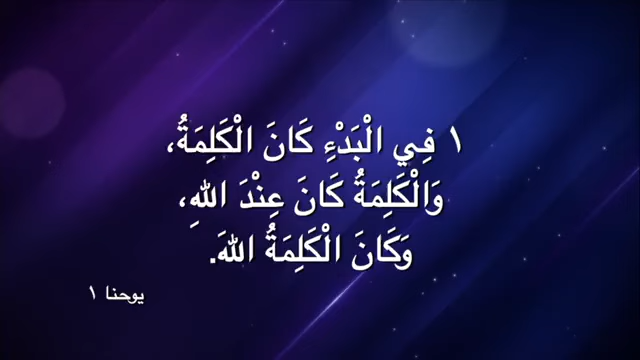 ١ فِي الْبَدْءِ كَانَ الْكَلِمَةُ،
وَالْكَلِمَةُ كَانَ عِنْدَ اللهِ،
وَكَانَ الْكَلِمَةُ اللهَ.
يوحنا ١